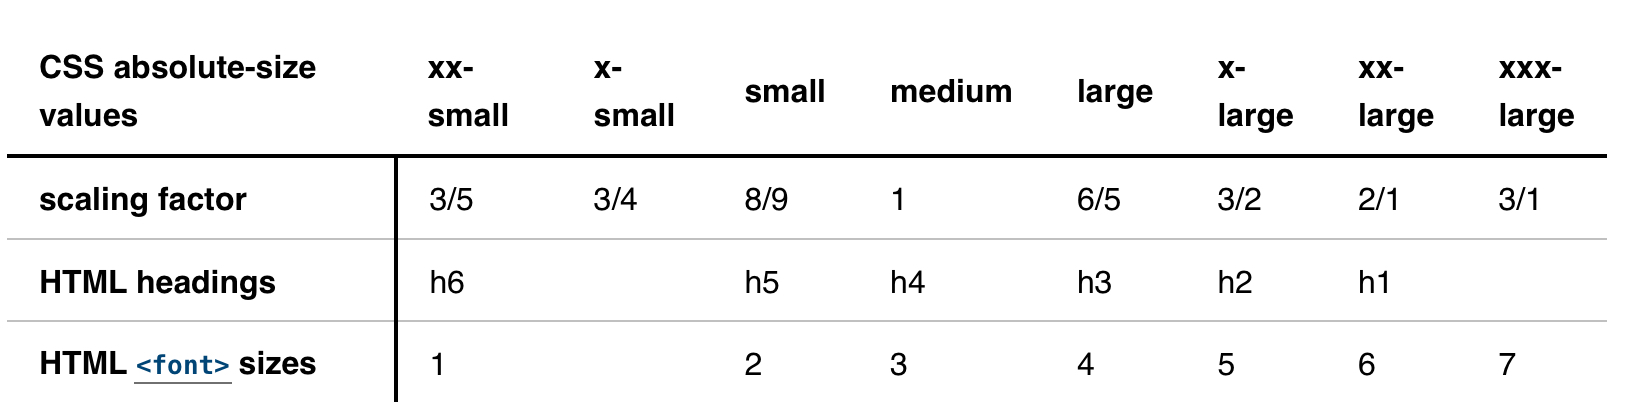 CSS absolute-size values xx-small x-small small medium large x-large xx-large xxx-large
scaling factor 3/5 3/4 8/9 1 6/5 3/2 2/1 3/1
HTML headings h6 h5 h4 h3 h2 h1
HTML <font> sizes 1 2 3 4 5 6 7